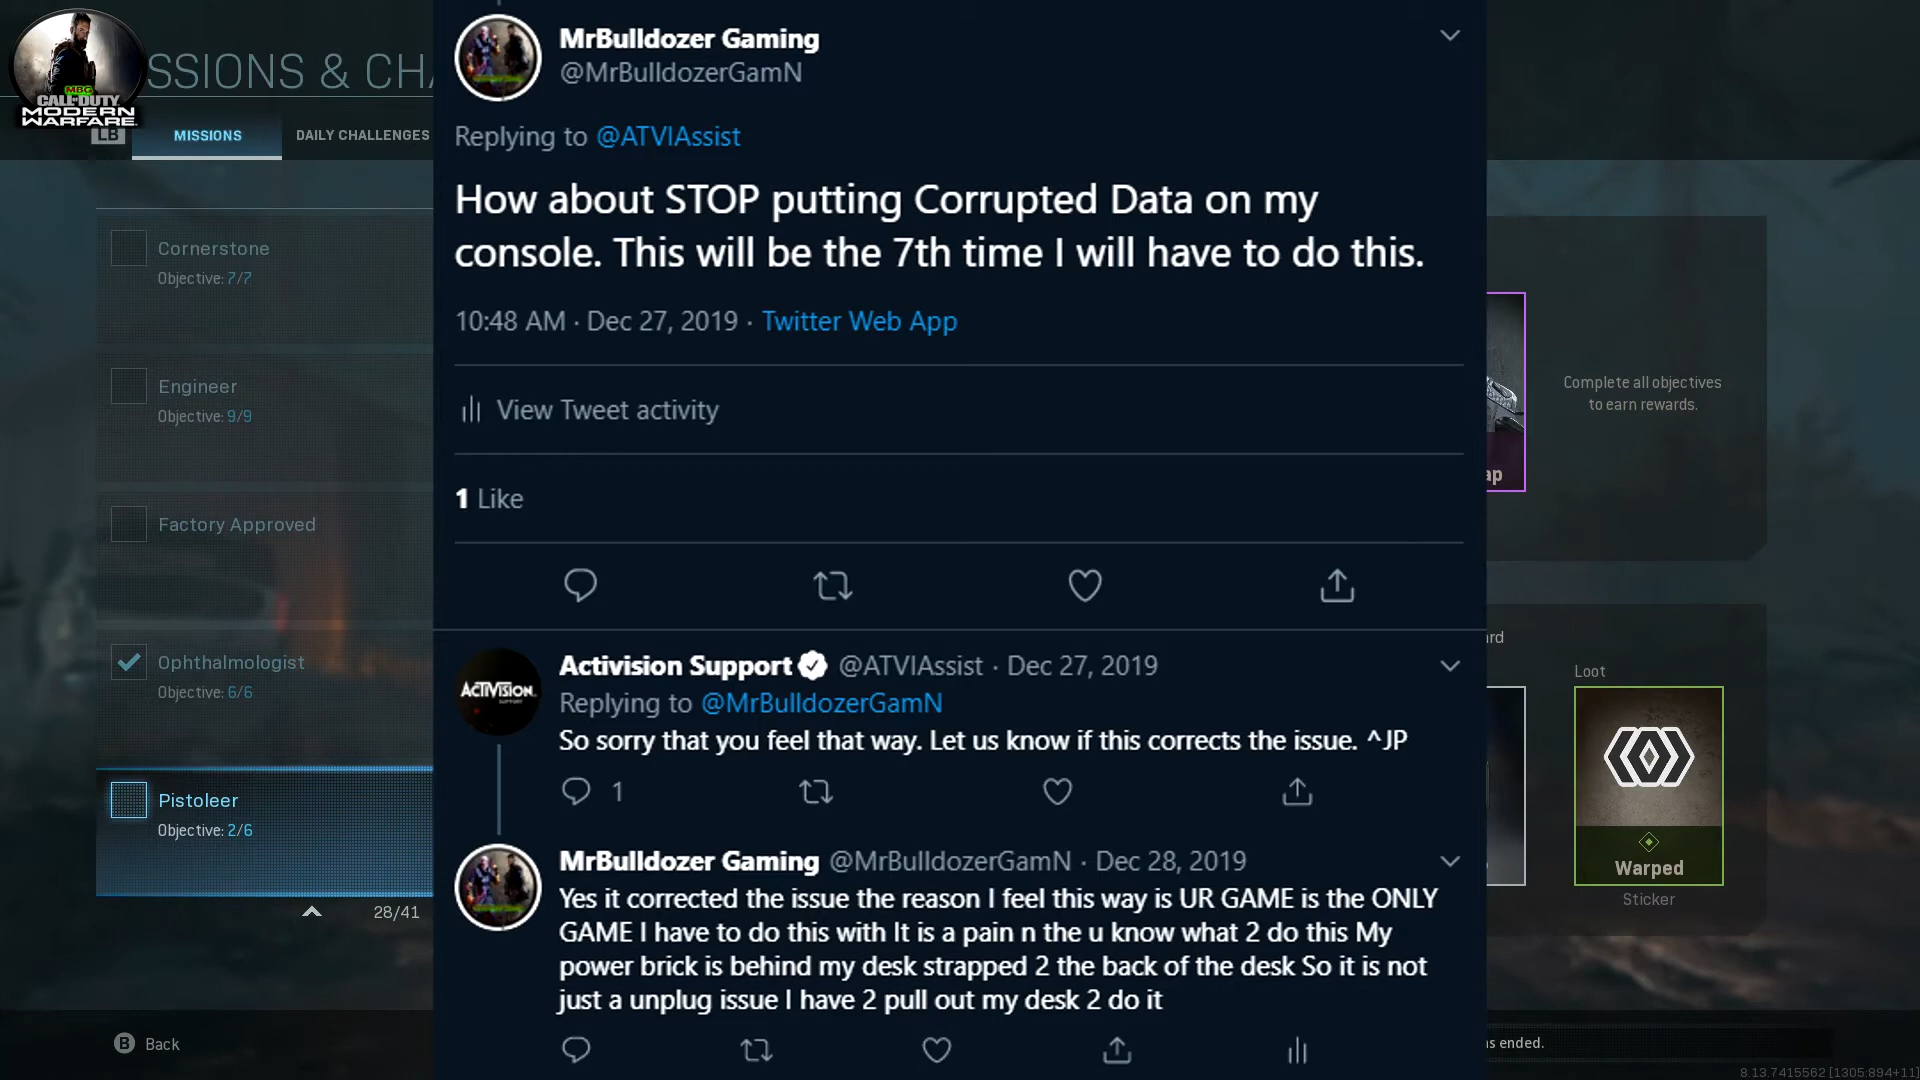 MBG
CALL OF DUTY
MODERN
WARFARE.
SSIONS & CH
LB
MISSIONS
DAILY CHALLENGES
Cornerstone
Objective: 7/7
Engineer
Objective: 9/9
Factory Approved
Ophthalmologist
Objective: 6/6
Pistoleer
Objective: 2/6
28/41
B Back
MrBulldozer Gaming
@MrBulldozerGamN
Replying to @ATVIAssist
How about STOP putting Corrupted Data on my
console. This will be the 7th time I will have to do this.
10:48 AM · Dec 27, 2019 · Twitter Web App
View Tweet activity
1 Like
Activision Support @ATVIAssist · Dec 27, 2019
ACTIVISION
SUPPORT
Replying to @MrBulldozerGamN
So sorry that you feel that way. Let us know if this corrects the issue. ^JP
1
MrBulldozer Gaming @MrBulldozerGamN · Dec 28, 2019
Yes it corrected the issue the reason I feel this way is UR GAME is the ONLY
GAME I have to do this with It is a pain n the u know what 2 do this My
power brick is behind my desk strapped 2 the back of the desk So it is not
just a unplug issue I have 2 pull out my desk 2 do it
Complete all objectives
to earn rewards.
ap
rd
Loot
Warped
Sticker
s ended.
8.13.7415562 [1305:894+11]